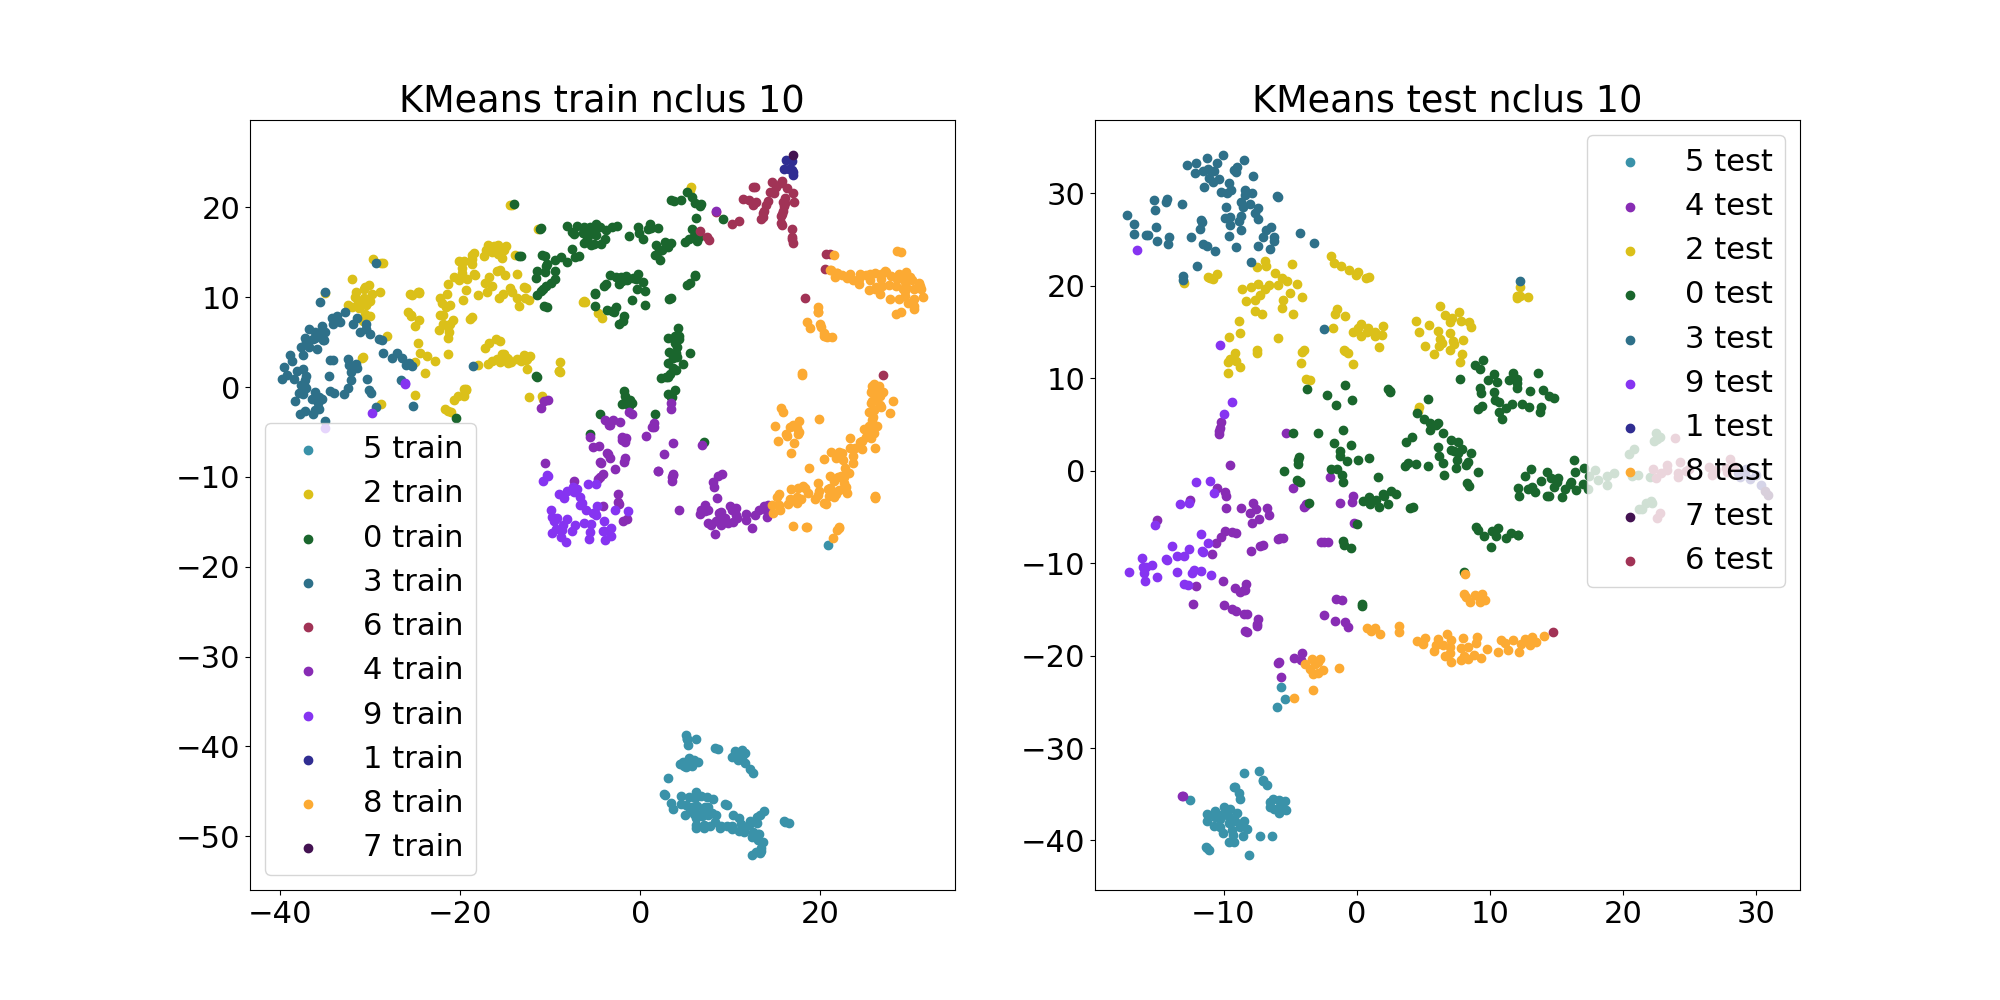 KMeans train nclus 10
20
10
0
−10
−20
−30
−40
−50
−40
−20
0
20
5 train
2 train
0 train
3 train
6 train
4 train
9 train
1 train
8 train
7 train
KMeans test nclus 10
30
20
10
0
−10
−20
−30
−40
−10
0
10
20
30
5 test
4 test
2 test
0 test
3 test
9 test
1 test
8 test
7 test
6 test